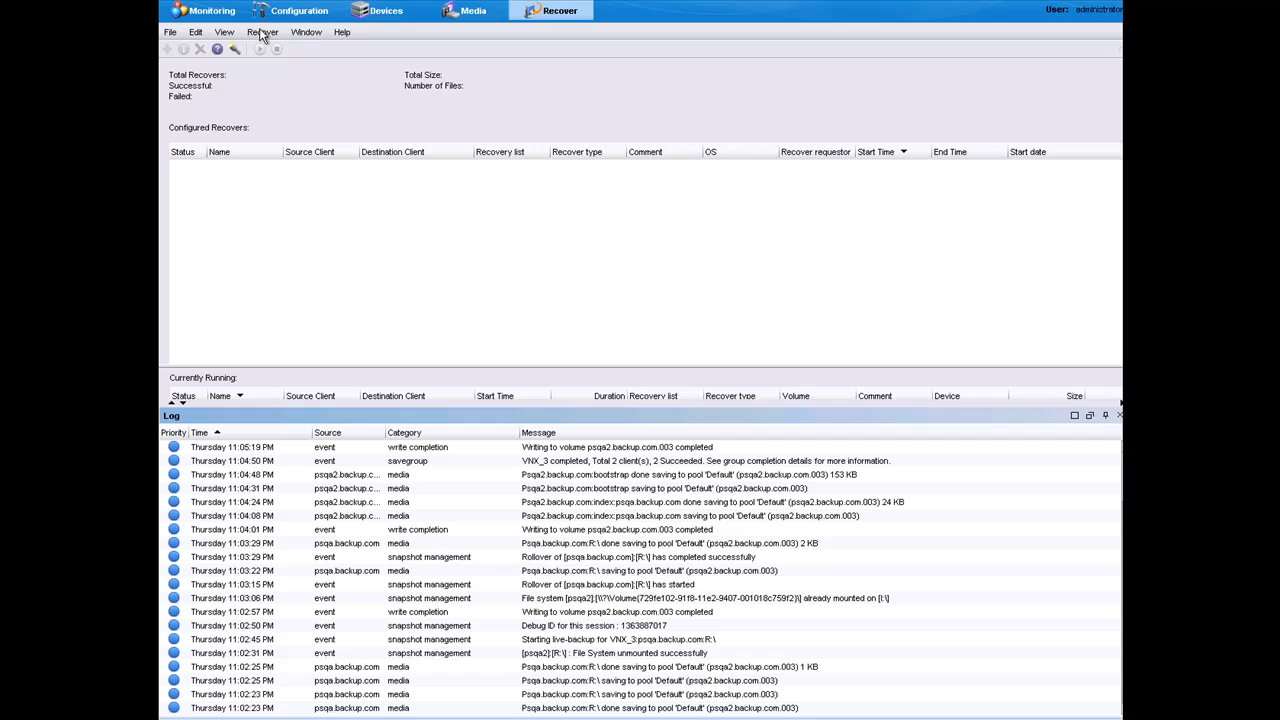 Monitoring Configuration Devices Media Recover User: administrator
File Edit View Recover Window Help
Total Recovers: Total Size:
Successful: Number of Files:
Failed:
Configured Recovers:
Status Name Source Client Destination Client Recovery list Recover type Comment OS Recover requestor Start Time End Time Start date
Currently Running:
Status Name Source Client Destination Client Start Time Duration Recovery list Recover type Volume Comment Device Size
Log
Priority Time Source Category Message
Thursday 11:05:19 PM event write completion Writing to volume psqa2.backup.com.003 completed
Thursday 11:04:50 PM event savegroup VNX_3 completed, Total 2 client(s), 2 Succeeded. See group completion details for more information.
Thursday 11:04:48 PM psqa2.backup.c... media Psqa2.backup.com:bootstrap done saving to pool 'Default' (psqa2.backup.com.003) 153 KB
Thursday 11:04:31 PM psqa2.backup.c... media Psqa2.backup.com:bootstrap saving to pool 'Default' (psqa2.backup.com.003)
Thursday 11:04:24 PM psqa2.backup.c... media Psqa2.backup.com:index:psqa.backup.com done saving to pool 'Default' (psqa2.backup.com.003) 24 KB
Thursday 11:04:08 PM psqa2.backup.c... media Psqa2.backup.com:index:psqa.backup.com saving to pool 'Default' (psqa2.backup.com.003)
Thursday 11:04:01 PM event write completion Writing to volume psqa2.backup.com.003 completed
Thursday 11:03:29 PM psqa.backup.com media Psqa.backup.com:R:\ done saving to pool 'Default' (psqa2.backup.com.003) 2 KB
Thursday 11:03:29 PM event snapshot management Rollover of [psqa.backup.com]:[R:\] has completed successfully
Thursday 11:03:22 PM psqa.backup.com media Psqa.backup.com:R:\ saving to pool 'Default' (psqa2.backup.com.003)
Thursday 11:03:15 PM event snapshot management Rollover of [psqa.backup.com]:[R:\] has started
Thursday 11:03:06 PM event snapshot management File system [psqa2]:[\\?\Volume{729fe102-91f8-11e2-9407-001018c759f2}\] already mounted on [I:\]
Thursday 11:02:57 PM event write completion Writing to volume psqa2.backup.com.003 completed
Thursday 11:02:50 PM event snapshot management Debug ID for this session : 1363887017
Thursday 11:02:45 PM event snapshot management Starting live-backup for VNX_3:psqa.backup.com:R:\
Thursday 11:02:31 PM event snapshot management [psqa2]:[R:\] : File System unmounted successfully
Thursday 11:02:25 PM psqa.backup.com media Psqa.backup.com:R:\ done saving to pool 'Default' (psqa2.backup.com.003) 1 KB
Thursday 11:02:25 PM psqa.backup.com media Psqa.backup.com:R:\ saving to pool 'Default' (psqa2.backup.com.003)
Thursday 11:02:23 PM psqa.backup.com media Psqa.backup.com:R:\ saving to pool 'Default' (psqa2.backup.com.003)
Thursday 11:02:23 PM psqa.backup.com media Psqa.backup.com:R:\ done saving to pool 'Default' (psqa2.backup.com.003)